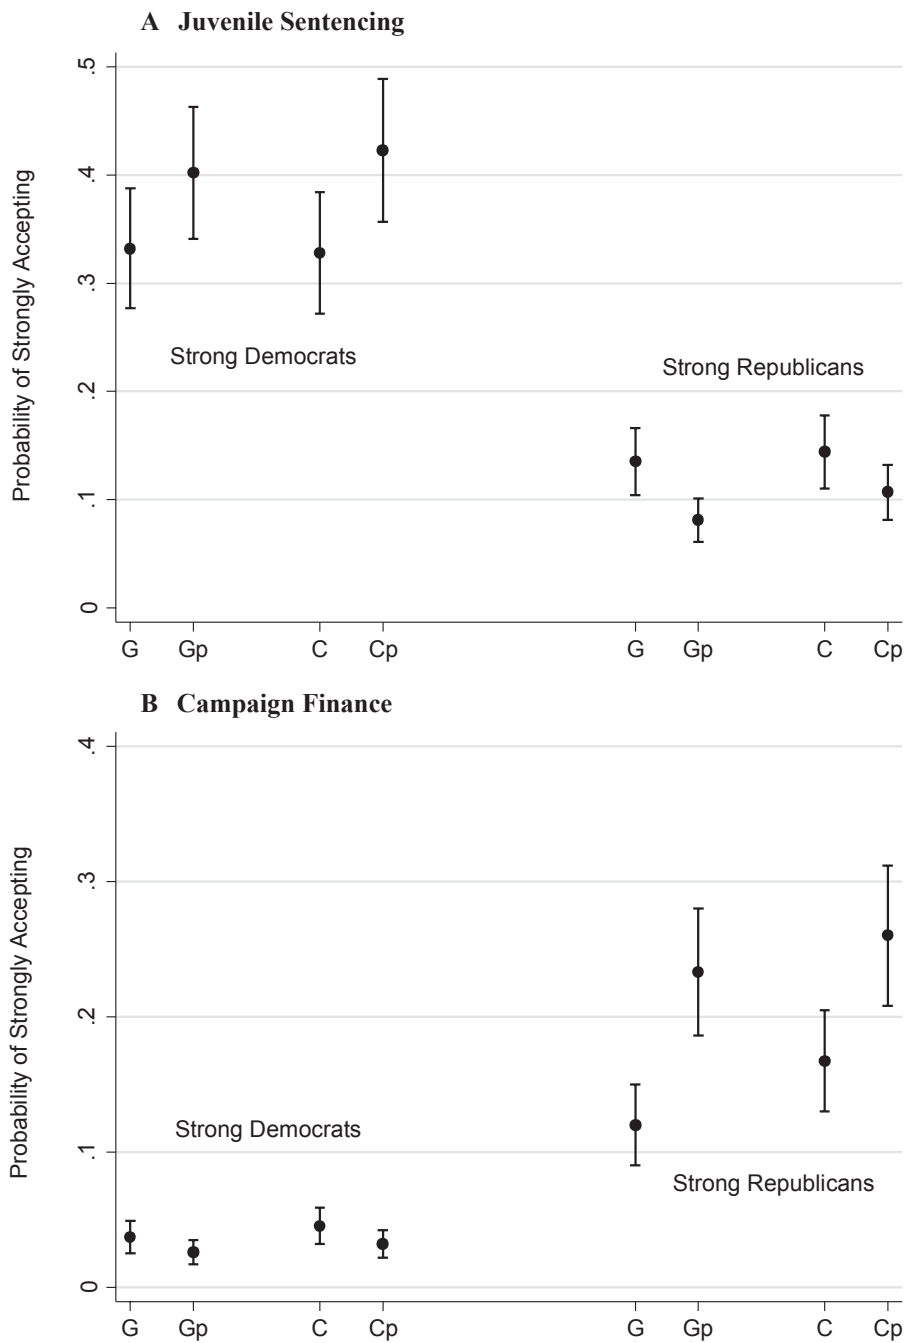 A Juvenile Sentencing
Probability of Strongly Accepting
.5
.4
.3
.2
.1
0
Strong Democrats
Strong Republicans
G Gp C Cp G Gp C Cp
B Campaign Finance
Probability of Strongly Accepting
.4
.3
.2
.1
0
Strong Democrats
Strong Republicans
G Gp C Cp G Gp C Cp